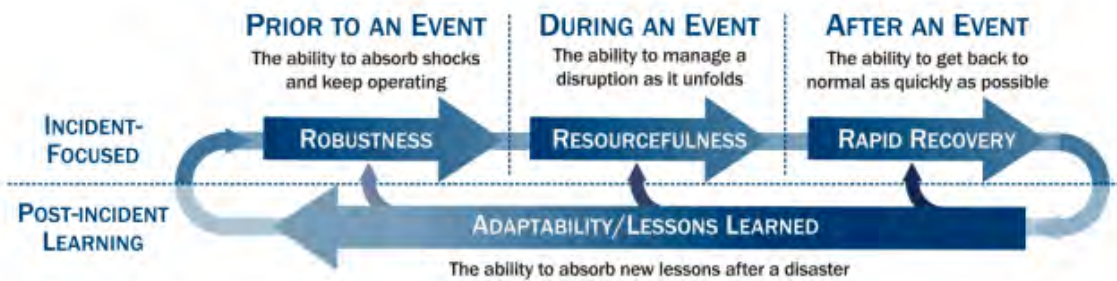 PRIOR TO AN EVENT
The ability to absorb shocks
and keep operating
DURING AN EVENT
The ability to manage a
disruption as it unfolds
AFTER AN EVENT
The ability to get back to
normal as quickly as possible
INCIDENT-
FOCUSED
ROBUSTNESS
RESOURCEFULNESS
RAPID RECOVERY
POST-INCIDENT
LEARNING
ADAPTABILITY/LESSONS LEARNED
The ability to absorb new lessons after a disaster